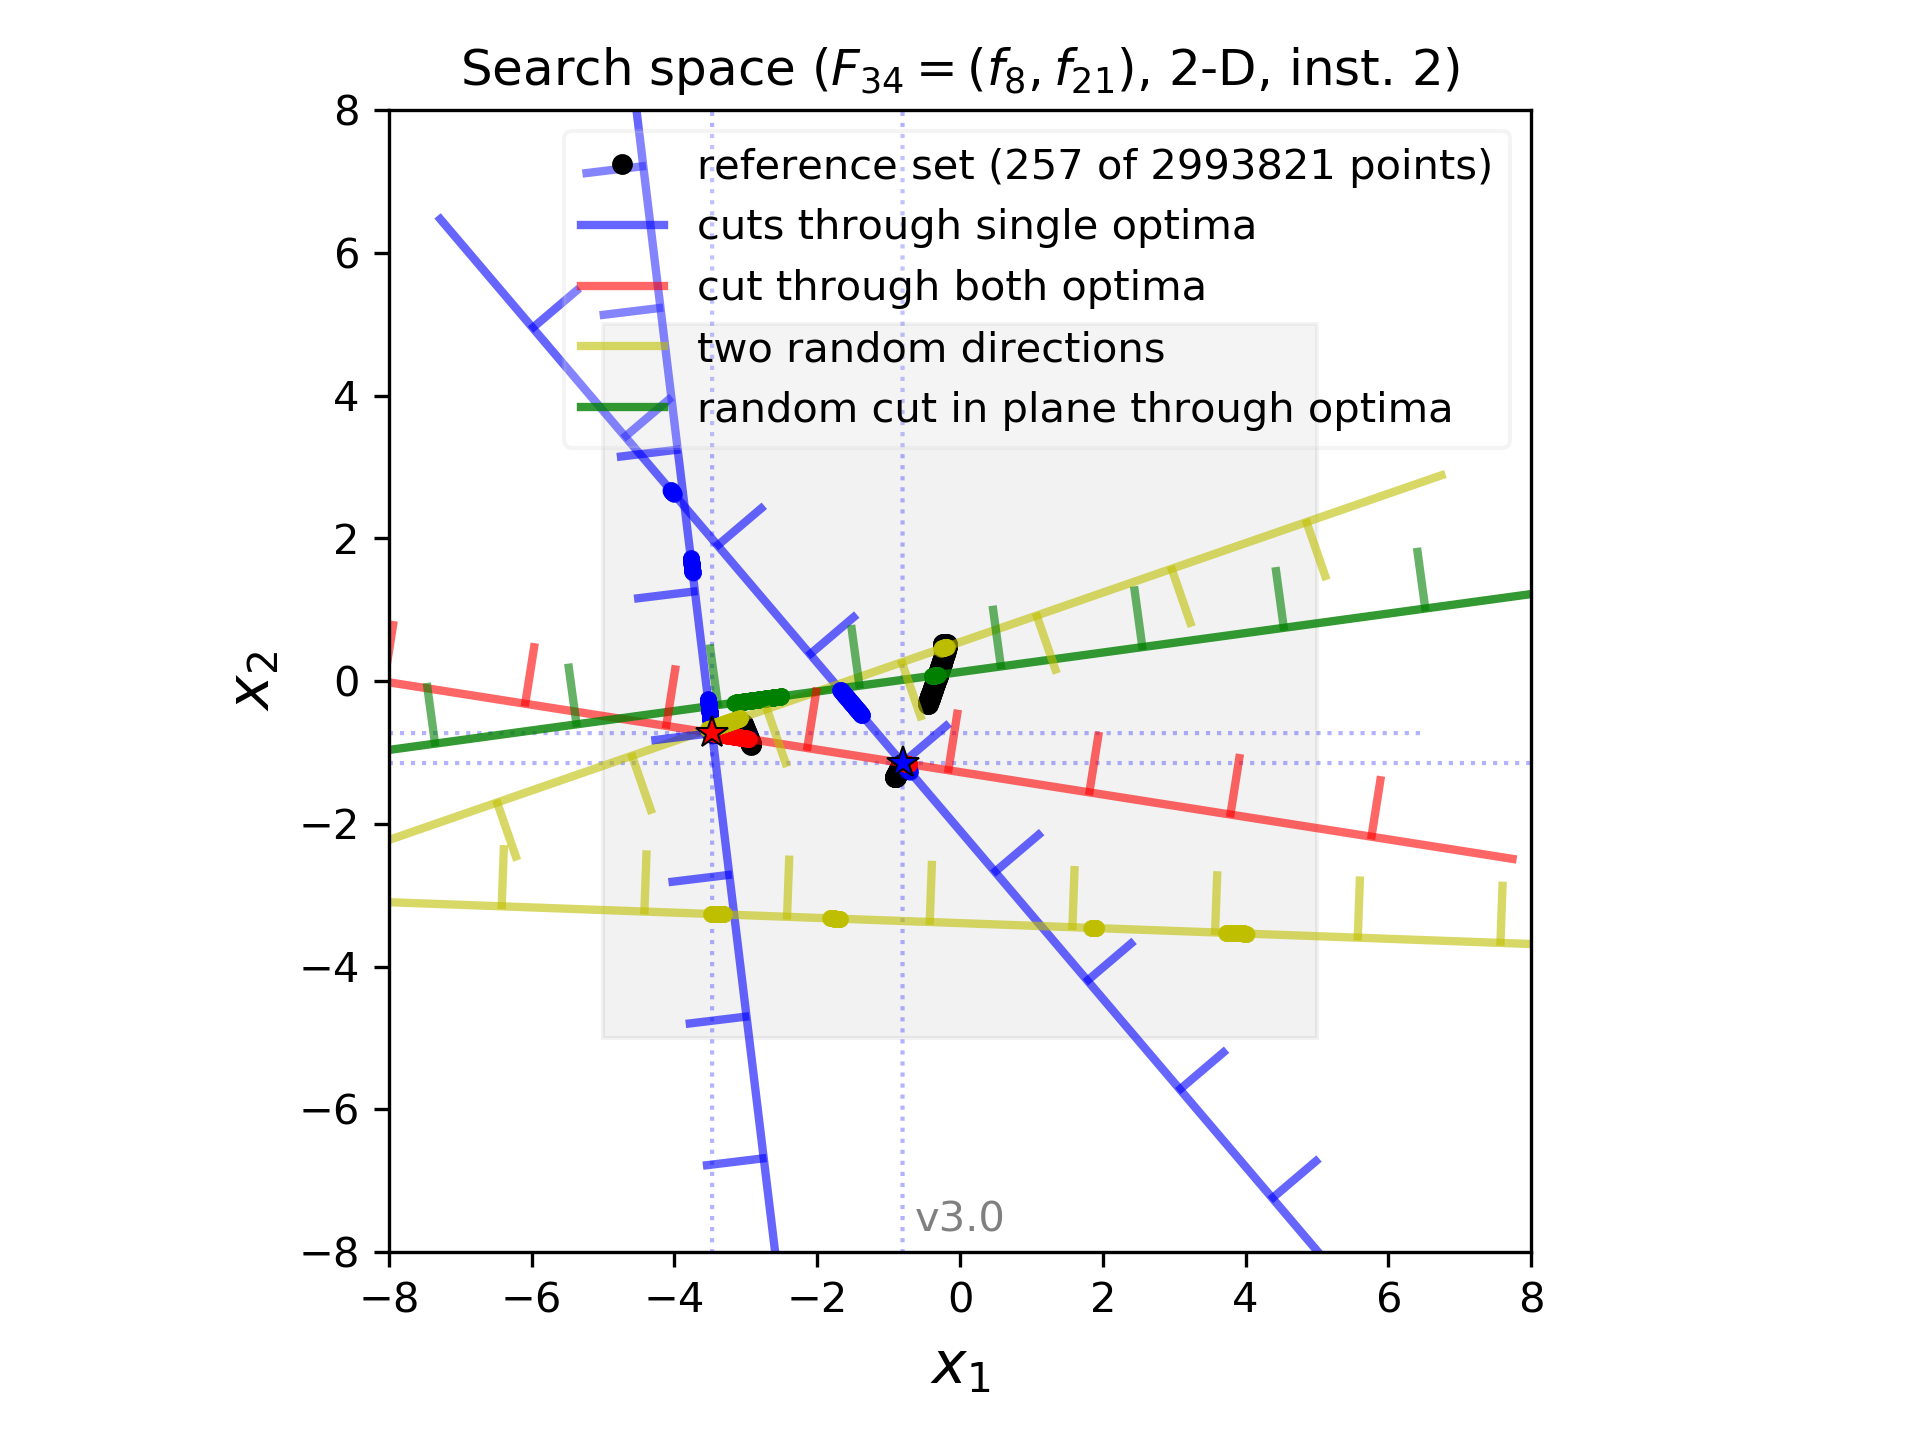 Search space (F34 = (f8, f21), 2-D, inst. 2)
8
reference set (257 of 2993821 points)
cuts through single optima
6
cut through both optima
two random directions
4
random cut in plane through optima
2
0
x2
−2
−4
−6
v3.0
−8
−8 −6 −4 −2 0 2 4 6 8
x1